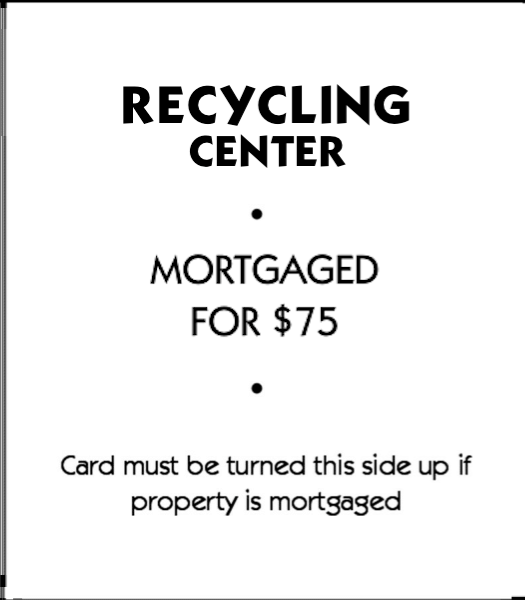 RECYCLING
CENTER
•
MORTGAGED
FOR $75
•
Card must be turned this side up if
property is mortgaged